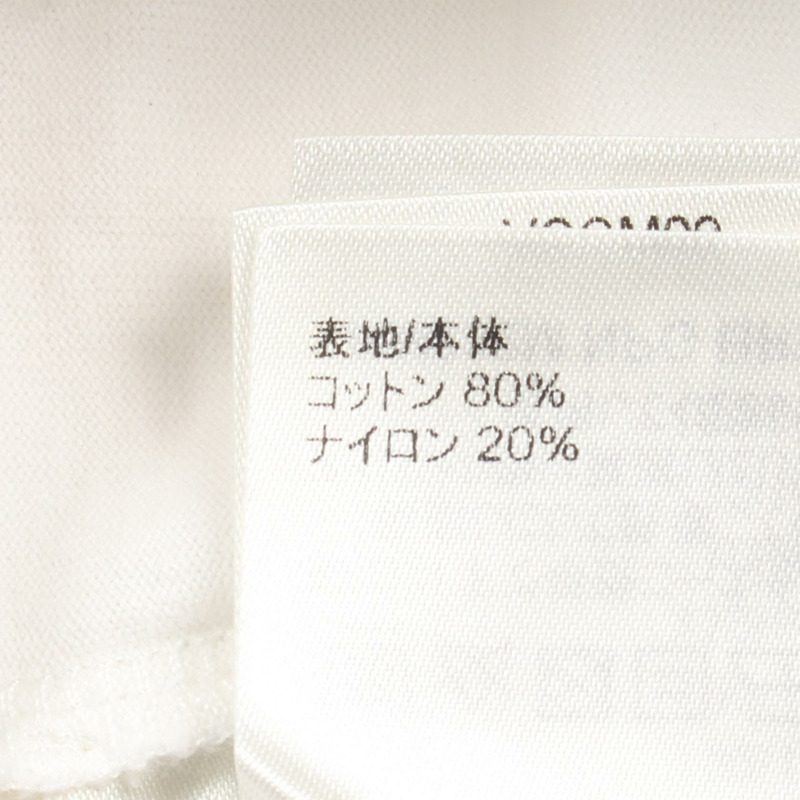 表地/本体
コットン 80%
ナイロン 20%